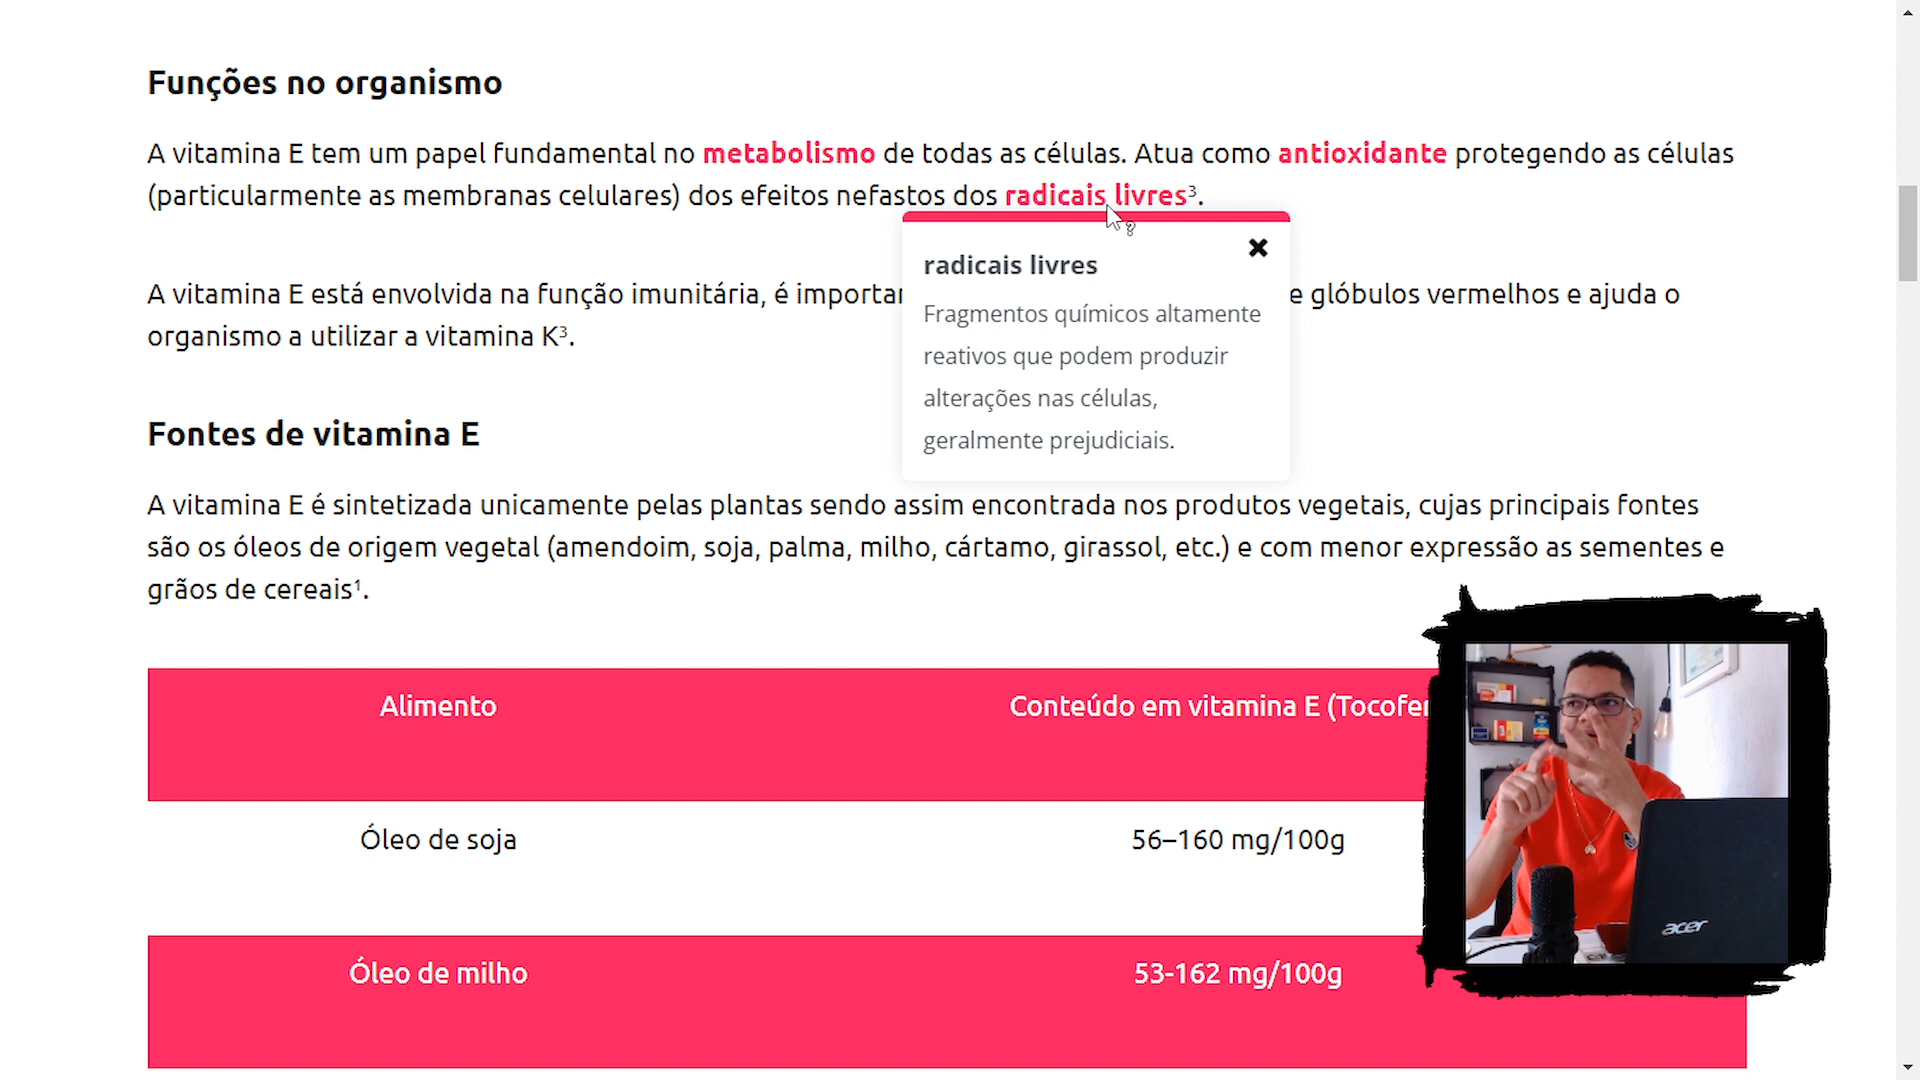 Funções no organismo
A vitamina E tem um papel fundamental no metabolismo de todas as células. Atua como antioxidante protegendo as células
(particularmente as membranas celulares) dos efeitos nefastos dos radicais livres³.
radicais livres
Fragmentos químicos altamente
reativos que podem produzir
alterações nas células,
geralmente prejudiciais.
A vitamina E está envolvida na função imunitária, é importan e glóbulos vermelhos e ajuda o
organismo a utilizar a vitamina K³.
Fontes de vitamina E
A vitamina E é sintetizada unicamente pelas plantas sendo assim encontrada nos produtos vegetais, cujas principais fontes
são os óleos de origem vegetal (amendoim, soja, palma, milho, cártamo, girassol, etc.) e com menor expressão as sementes e
grãos de cereais¹.
Alimento Conteúdo em vitamina E (Tocofer
Óleo de soja 56–160 mg/100g
Óleo de milho 53-162 mg/100g
acer